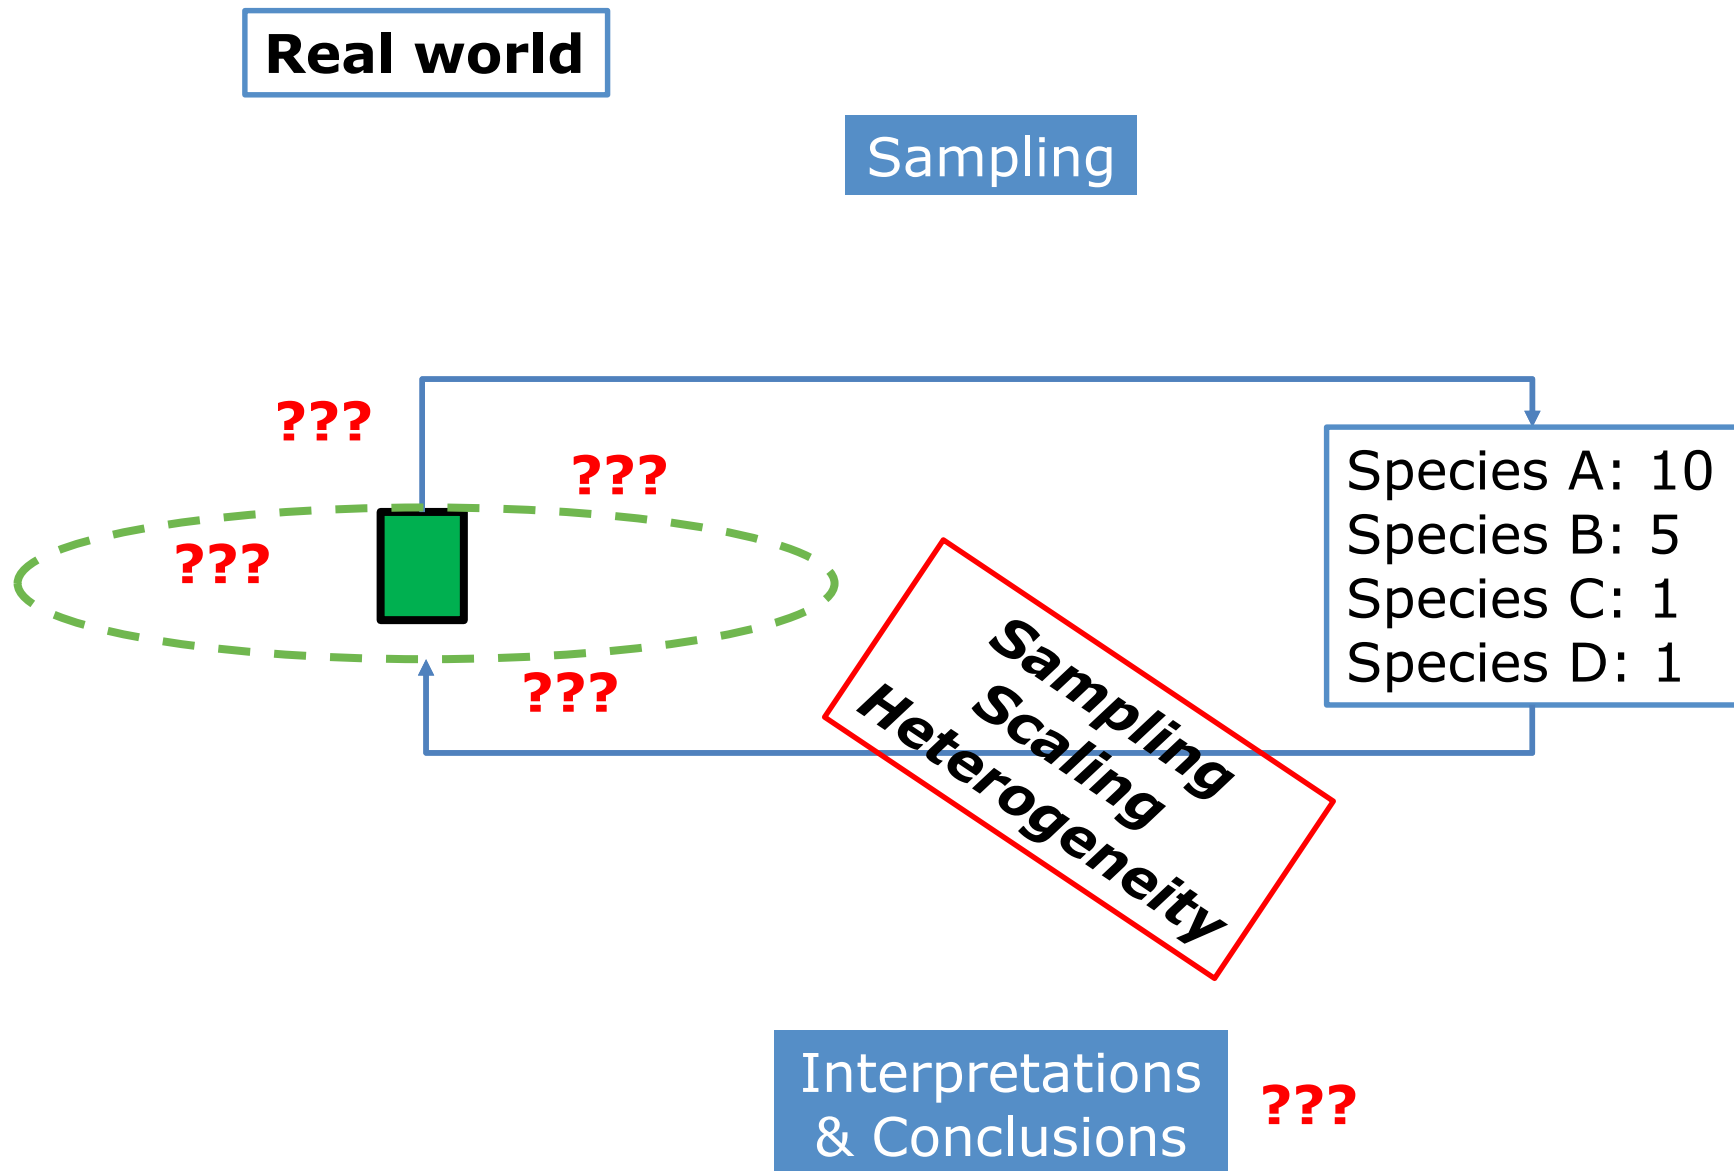 Real world
Sampling
???
???
???
???
Species A: 10
Species B: 5
Species C: 1
Species D: 1
Sampling
Scaling
Heterogeneity
Interpretations
& Conclusions
???